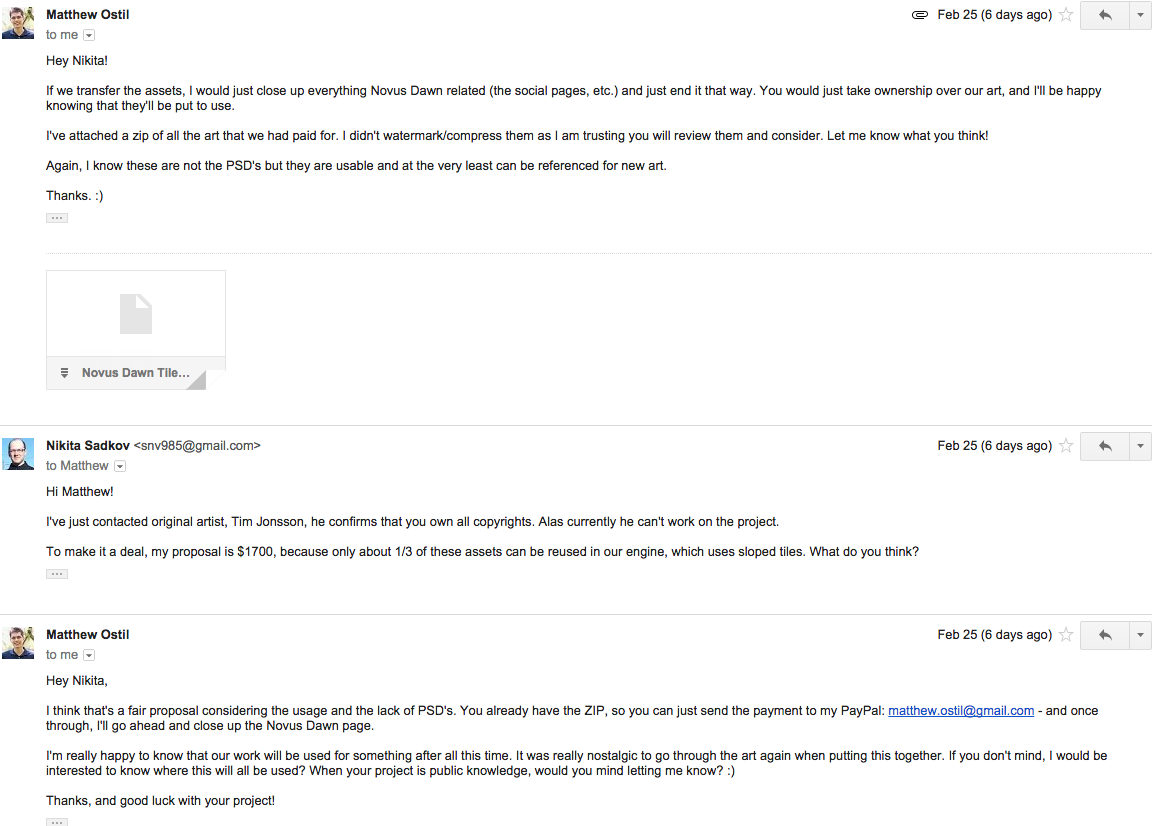 Matthew Ostil
Feb 25 (6 days ago)
to me
Hey Nikita!
If we transfer the assets, I would just close up everything Novus Dawn related (the social pages, etc.) and just end it that way. You would just take ownership over our art, and I'll be happy
knowing that they'll be put to use.
I've attached a zip of all the art that we had paid for. I didn't watermark/compress them as I am trusting you will review them and consider. Let me know what you think!
Again, I know these are not the PSD's but they are usable and at the very least can be referenced for new art.
Thanks. :)
...
Novus Dawn Tile...
Nikita Sadkov <snv985@gmail.com>
Feb 25 (6 days ago)
to Matthew
Hi Matthew!
I've just contacted original artist, Tim Jonsson, he confirms that you own all copyrights. Alas currently he can't work on the project.
To make it a deal, my proposal is $1700, because only about 1/3 of these assets can be reused in our engine, which uses sloped tiles. What do you think?
...
Matthew Ostil
Feb 25 (6 days ago)
to me
Hey Nikita,
I think that's a fair proposal considering the usage and the lack of PSD's. You already have the ZIP, so you can just send the payment to my PayPal: matthew.ostil@gmail.com - and once
through, I'll go ahead and close up the Novus Dawn page.
I'm really happy to know that our work will be used for something after all this time. It was really nostalgic to go through the art again when putting this together. If you don't mind, I would be
interested to know where this will all be used? When your project is public knowledge, would you mind letting me know? :)
Thanks, and good luck with your project!
...